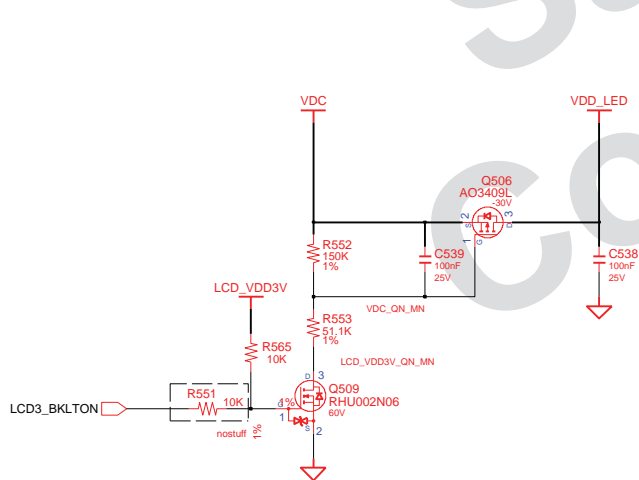 VDC
VDD_LED
Q506
AO3409L
-30V
S
2
3
D
1
G
R552
150K
1%
C539
100nF
25V
C538
100nF
25V
LCD_VDD3V
VDC_QN_MN
R553
51.1K
1%
R565
10K
LCD_VDD3V_QN_MN
D
3
R551
10K
Q509
RHU002N06
60V
LCD3_BKLTON
G
1%
1
S
2
nostuff
1%